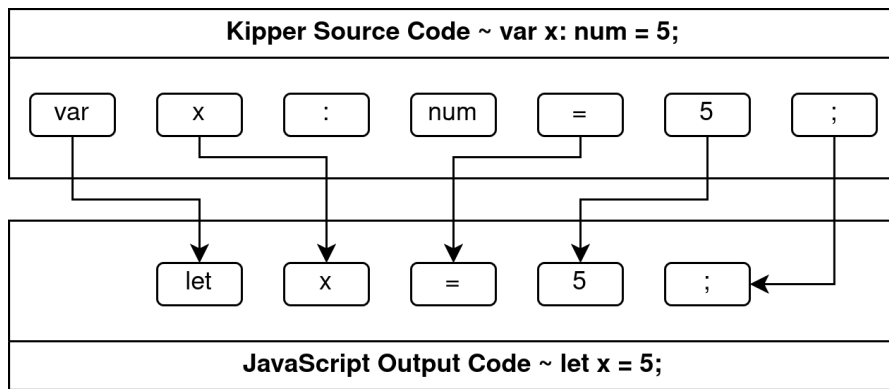 Kipper Source Code ~ var x: num = 5;
var x : num = 5 ;
let x = 5 ;
JavaScript Output Code ~ let x = 5;